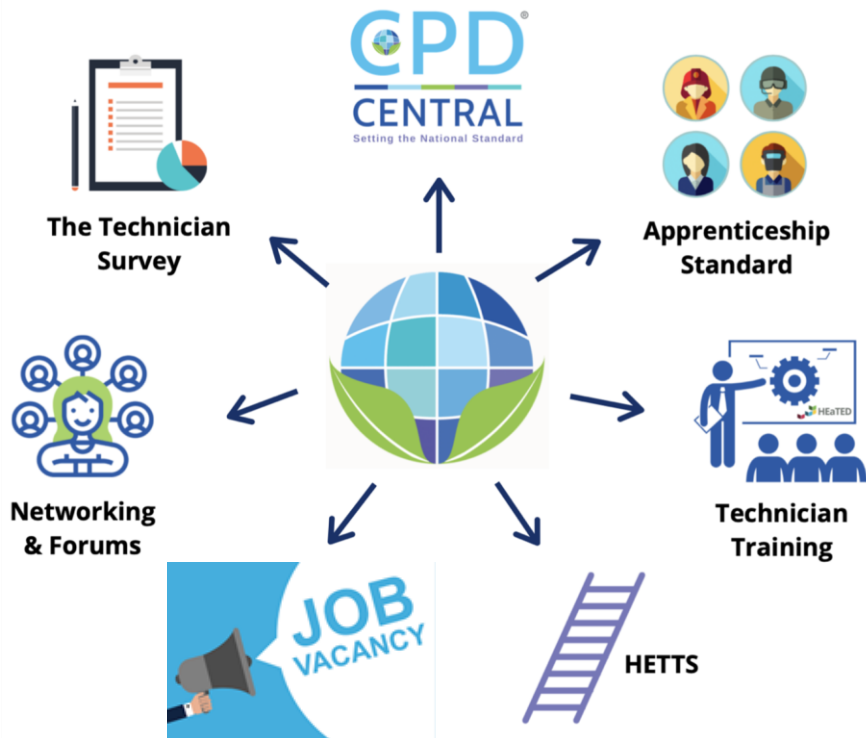 CPD®
CENTRAL
Setting the National Standard
The Technician
Survey
Apprenticeship
Standard
HEaTED
Networking
& Forums
Technician
Training
JOB
VACANCY
HETTS